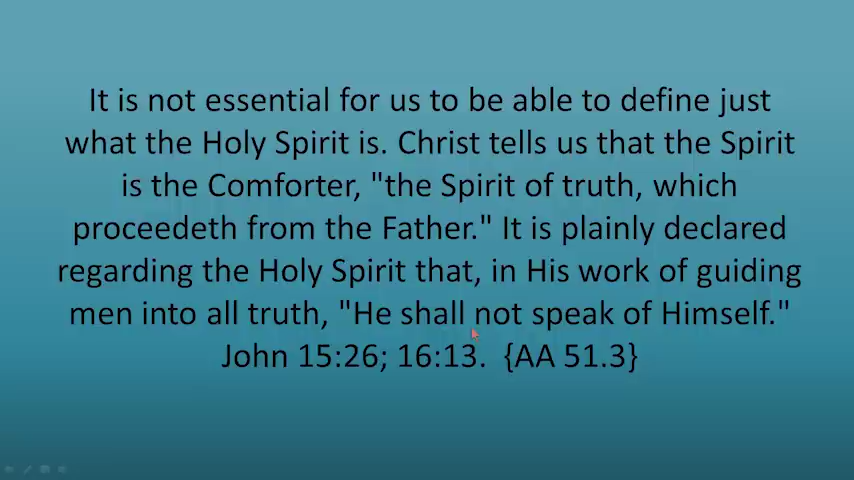 It is not essential for us to be able to define just
what the Holy Spirit is. Christ tells us that the Spirit
is the Comforter, "the Spirit of truth, which
proceedeth from the Father." It is plainly declared
regarding the Holy Spirit that, in His work of guiding
men into all truth, "He shall not speak of Himself."
John 15:26; 16:13.  {AA 51.3}